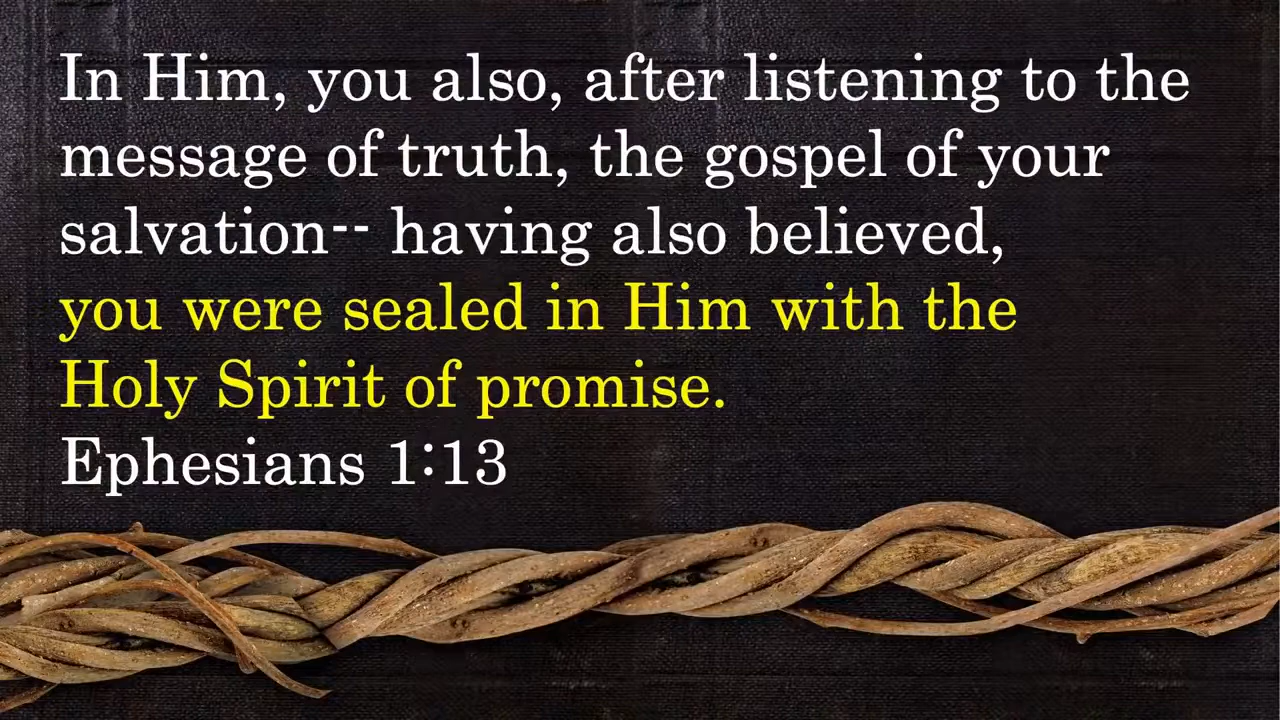 In Him, you also, after listening to the
message of truth, the gospel of your
salvation-- having also believed,
you were sealed in Him with the
Holy Spirit of promise.
Ephesians 1:13